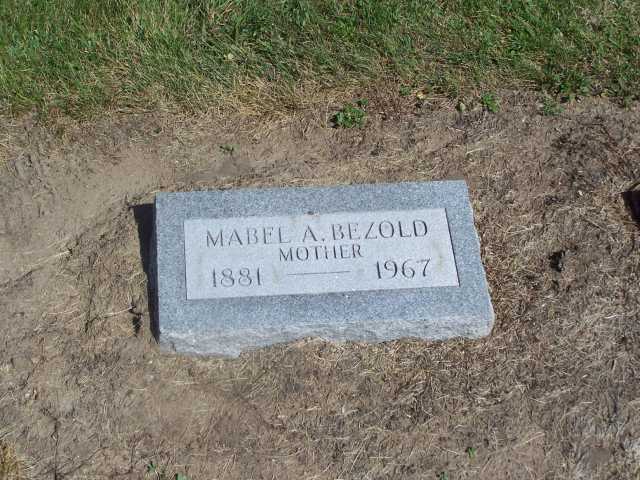 MABEL A. BEZOLD
MOTHER
1881 — 1967